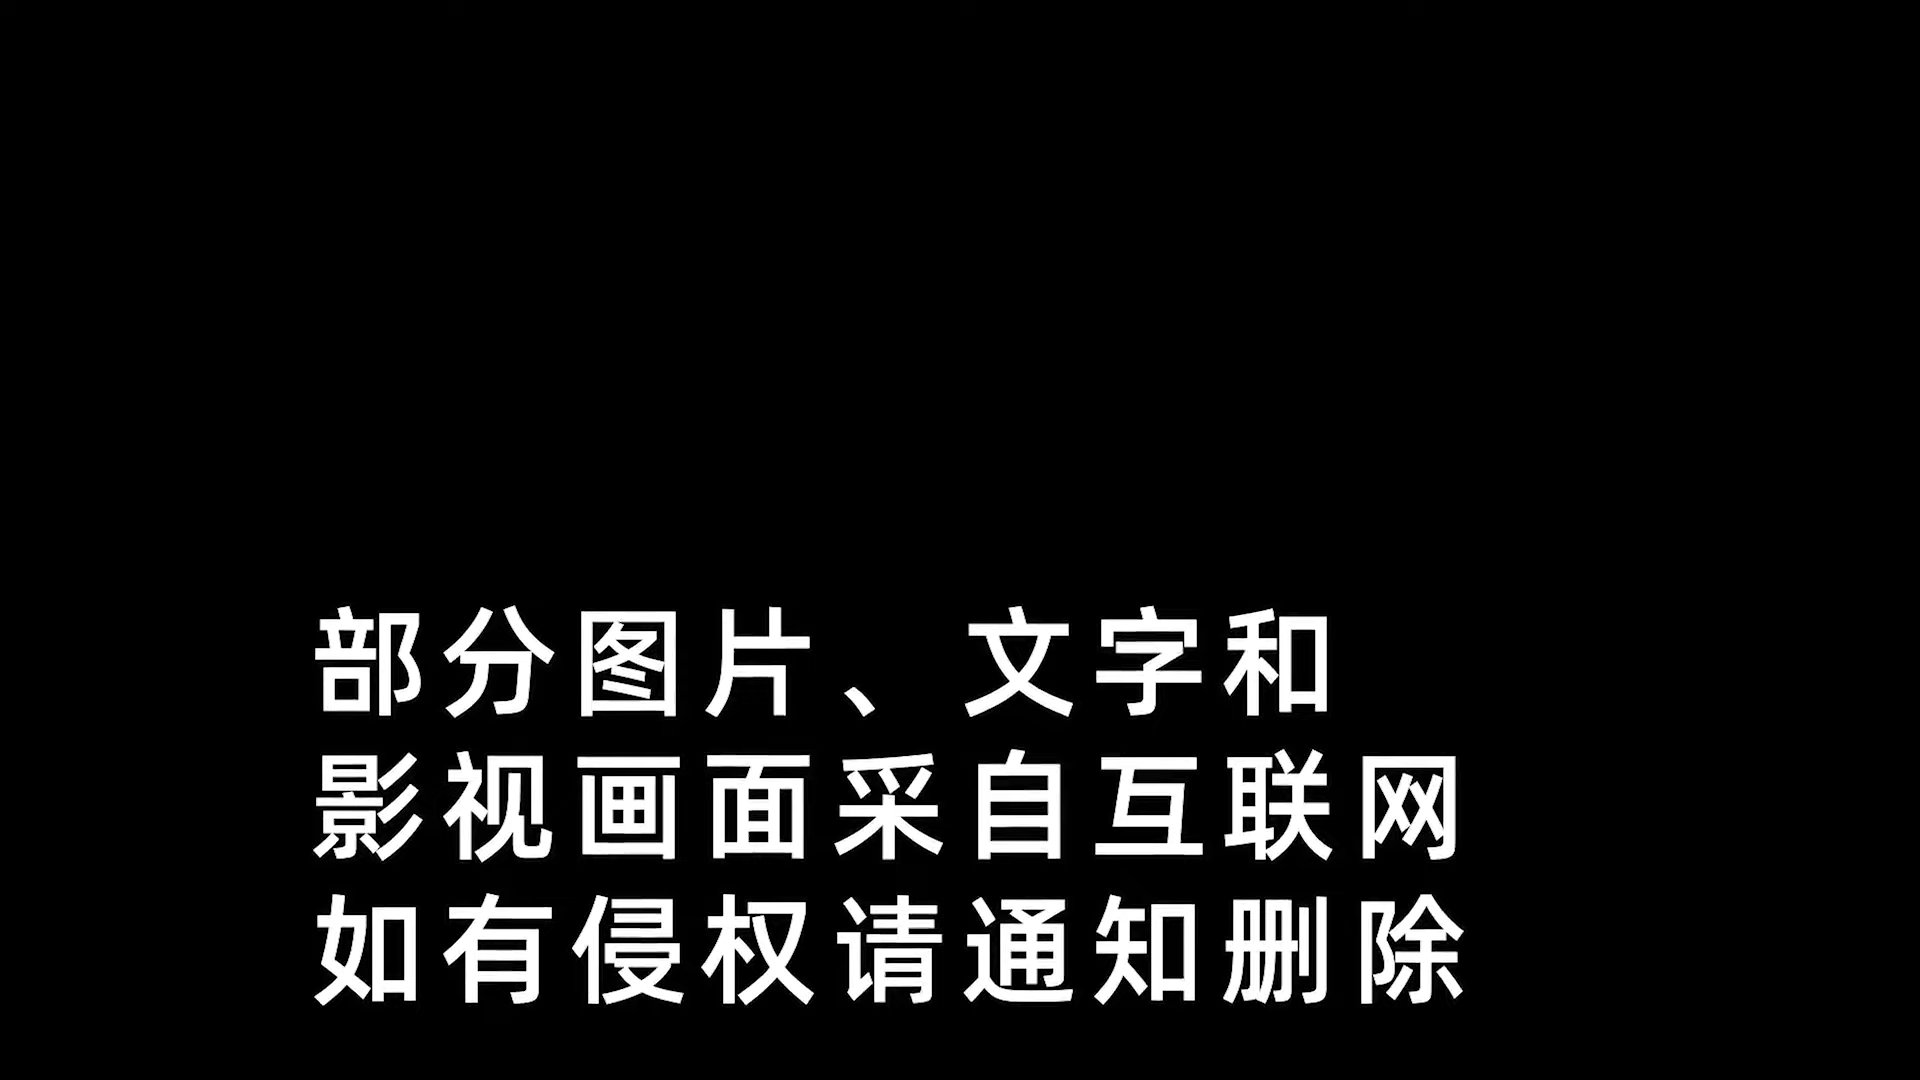 部分图片、文字和
影视画面采自互联网
如有侵权请通知删除